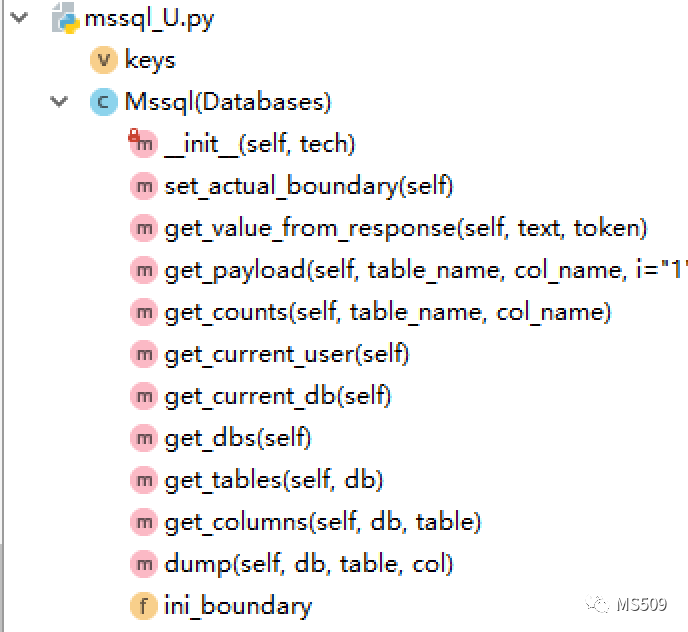 mssql_U.py
V keys
C Mssql(Databases)
m __init__(self, tech)
m set_actual_boundary(self)
m get_value_from_response(self, text, token)
m get_payload(self, table_name, col_name, i="1"
m get_counts(self, table_name, col_name)
m get_current_user(self)
m get_current_db(self)
m get_dbs(self)
m get_tables(self, db)
m get_columns(self, db, table)
m dump(self, db, table, col)
f ini_boundary
MS509